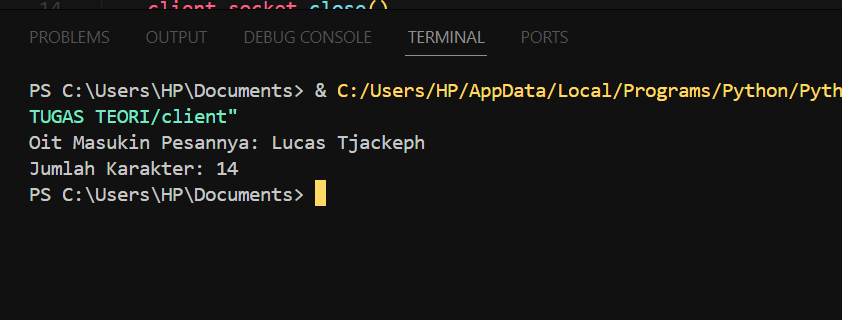 14 client_socket.close()
PROBLEMS OUTPUT DEBUG CONSOLE TERMINAL PORTS
PS C:\Users\HP\Documents> & C:/Users/HP/AppData/Local/Programs/Python/Pyth
TUGAS TEORI/client"
Oit Masukin Pesannya: Lucas Tjackeph
Jumlah Karakter: 14
PS C:\Users\HP\Documents>